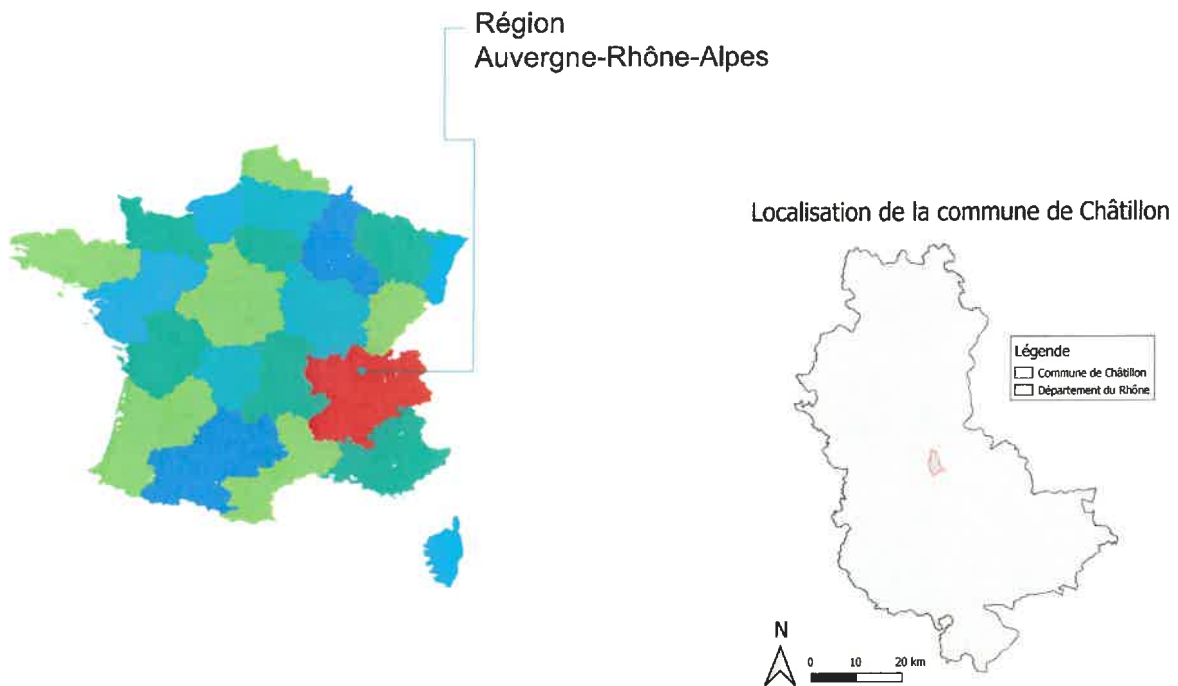 Région
Auvergne-Rhône-Alpes
Localisation de la commune de Châtillon
Légende
Commune de Châtillon
Département du Rhône
N
0 10 20 km